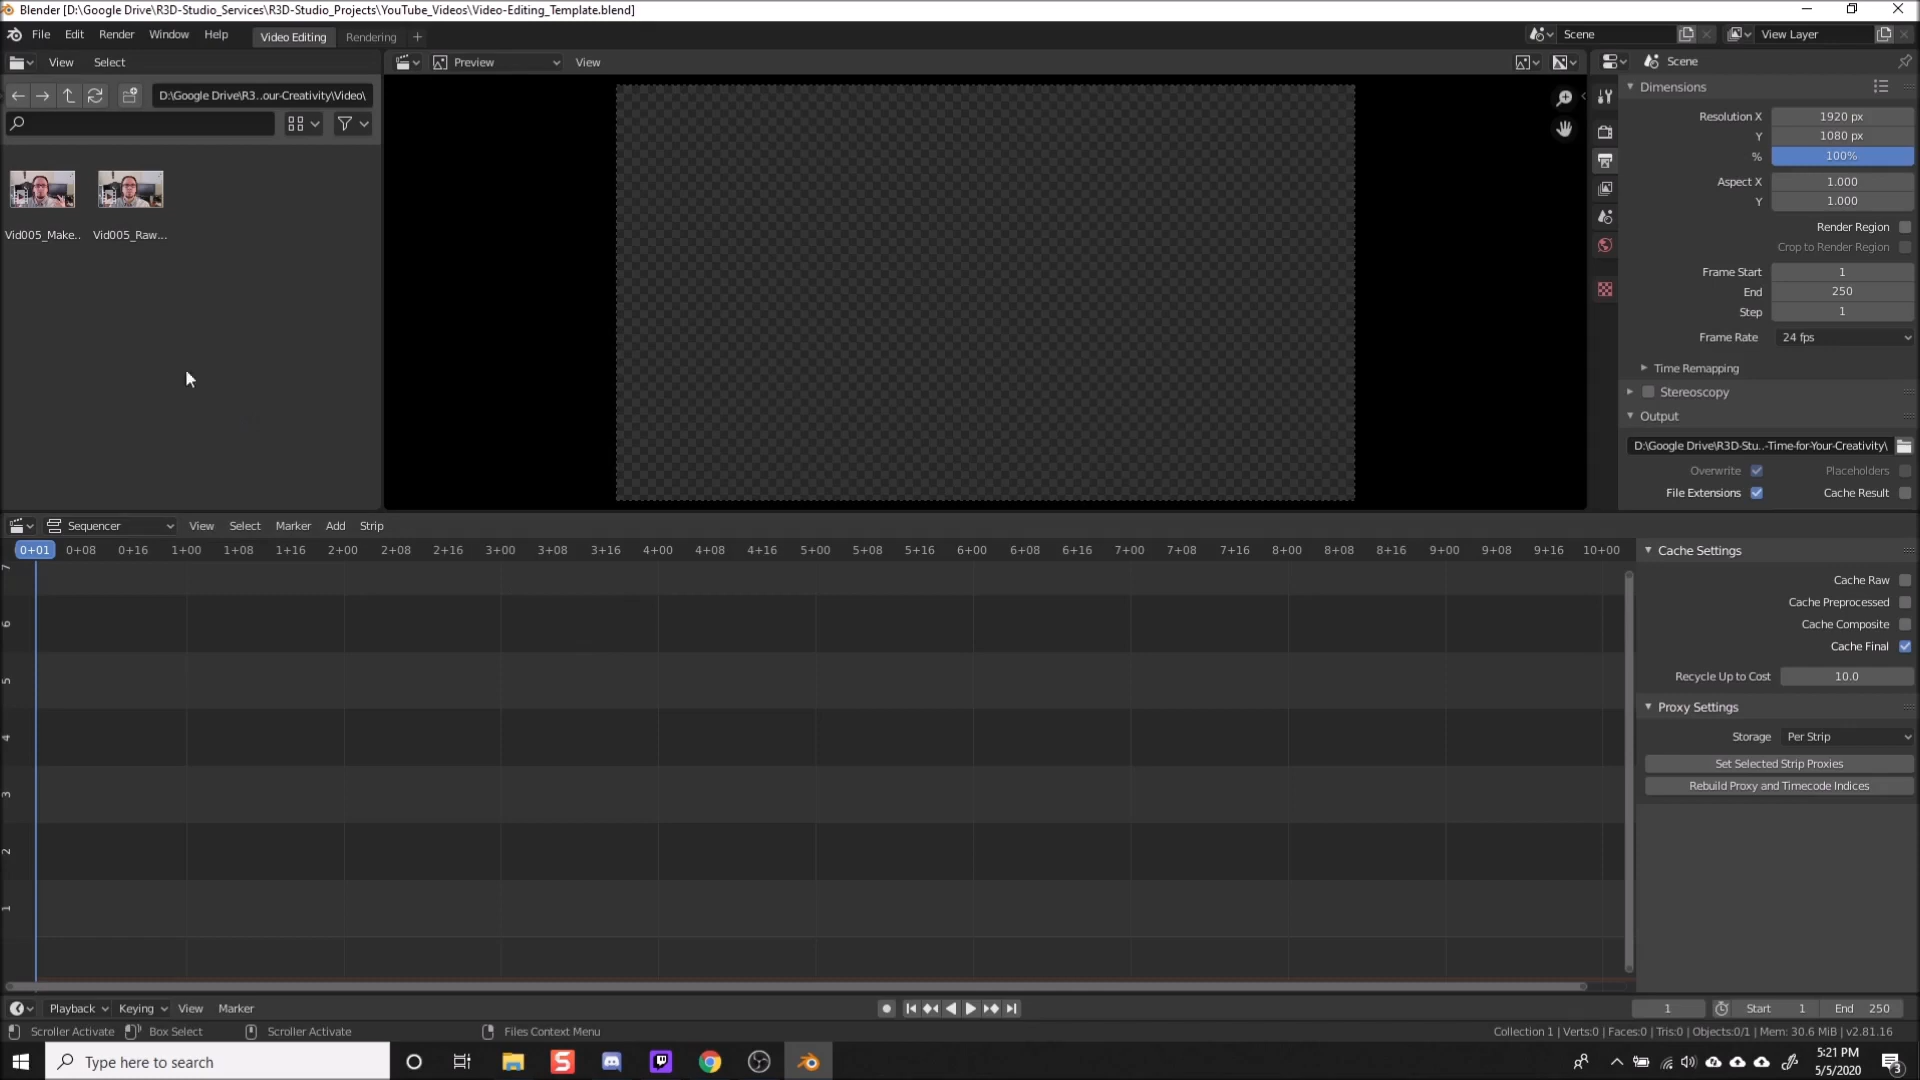 Blender [D:\Google Drive\R3D-Studio_Services\R3D-Studio_Projects\YouTube_Videos\Video-Editing_Template.blend]
File Edit Render Window Help Video Editing Rendering + Scene View Layer
View Select Preview View Scene
D:\Google Drive\R3..our-Creativity\Video\
Dimensions
Resolution X 1920 px
Y 1080 px
% 100%
Aspect X 1.000
Y 1.000
Vid005_Make.. Vid005_Raw...
Render Region
Crop to Render Region
Frame Start 1
End 250
Step 1
Frame Rate 24 fps
Time Remapping
Stereoscopy
Output
D:\Google Drive\R3D-Stu..-Time-for-Your-Creativity\
Overwrite Placeholders
File Extensions Cache Result
Sequencer View Select Marker Add Strip
0+01 0+08 0+16 1+00 1+08 1+16 2+00 2+08 2+16 3+00 3+08 3+16 4+00 4+08 4+16 5+00 5+08 5+16 6+00 6+08 6+16 7+00 7+08 7+16 8+00 8+08 8+16 9+00 9+08 9+16 10+00
7
6
5
4
3
2
1
Cache Settings
Cache Raw
Cache Preprocessed
Cache Composite
Cache Final
Recycle Up to Cost 10.0
Proxy Settings
Storage Per Strip
Set Selected Strip Proxies
Rebuild Proxy and Timecode Indices
Playback Keying View Marker 1 Start 1 End 250
Scroller Activate Box Select Scroller Activate Files Context Menu Collection 1 | Verts:0 | Faces:0 | Tris:0 | Objects:0/1 | Mem: 30.6 MiB | v2.81.16
Type here to search
5:21 PM
5/5/2020
3